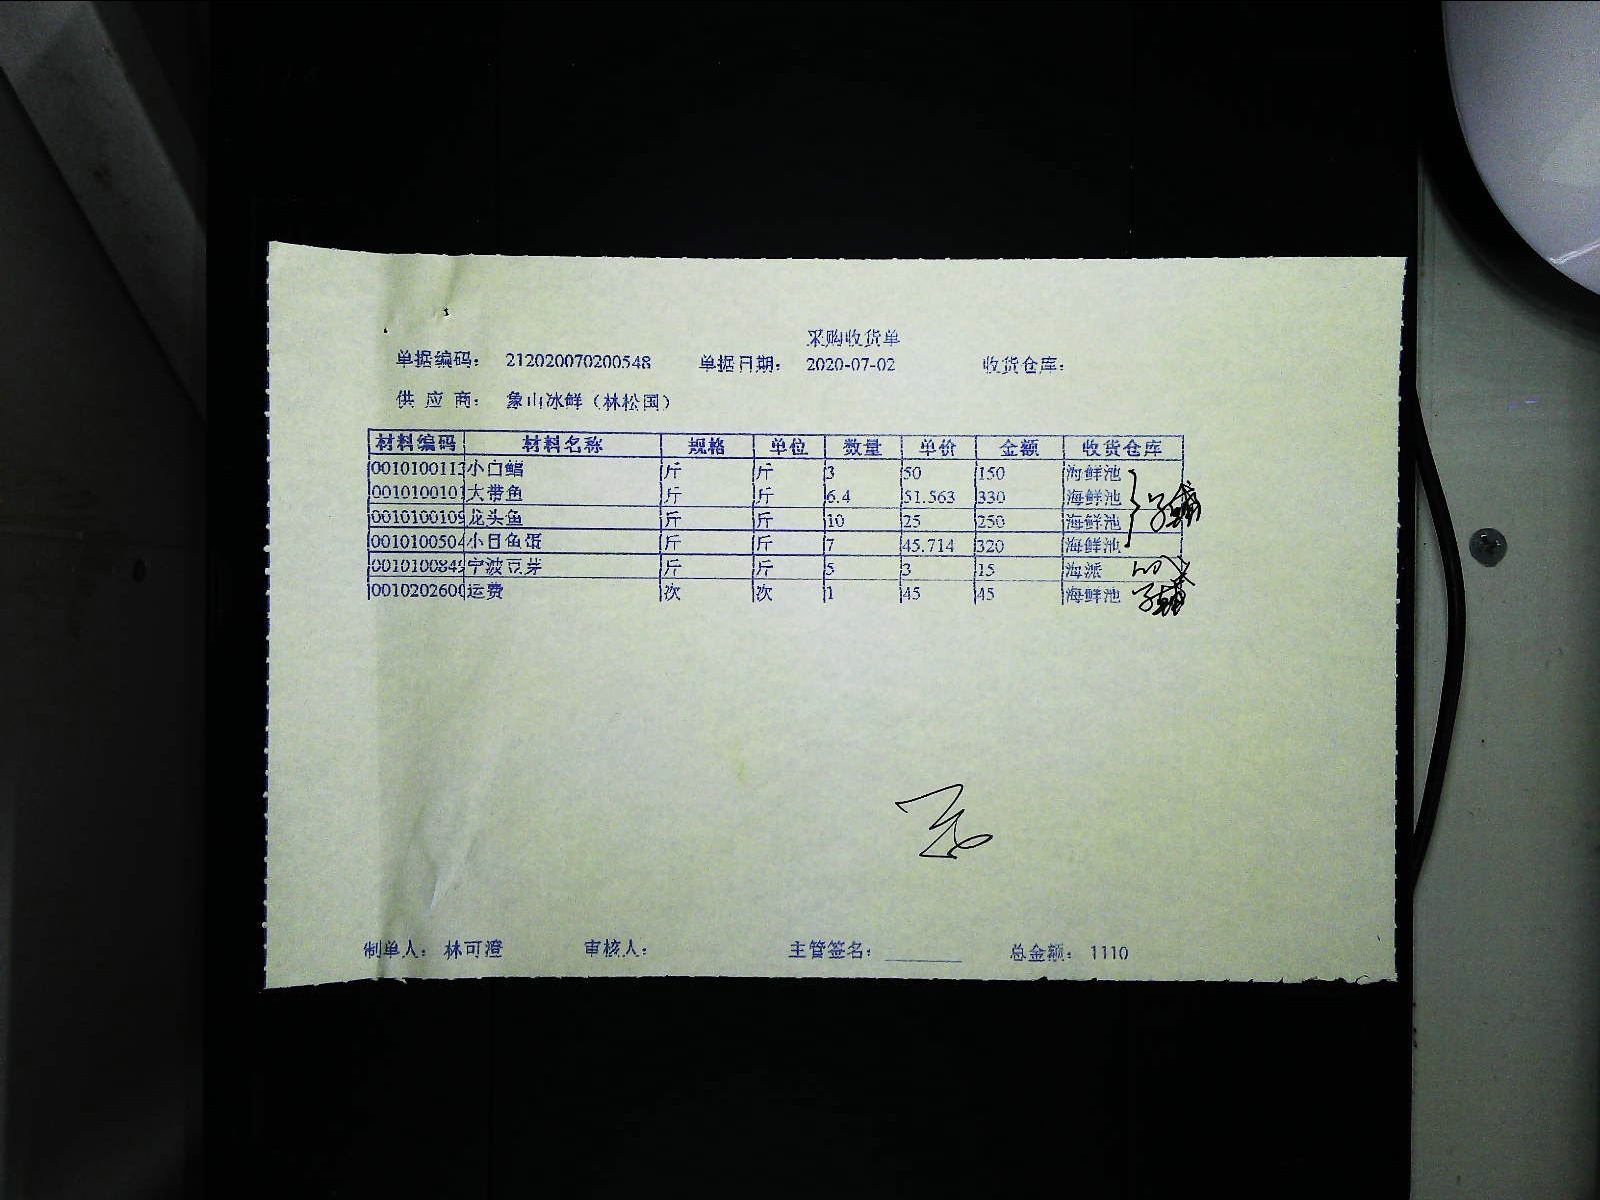 采购收货单
单据编码: 212020070200548 单据日期: 2020-07-02 收货仓库:
供 应 商: 象山冰鲜(林松国)
材料编码 材料名称 规格 单位 数量 单价 金额 收货仓库
0010100113 小白鲳 斤 斤 3 50 150 海鲜池
0010100101 大带鱼 斤 斤 6.4 51.563 330 海鲜池
0010100109 龙头鱼 斤 斤 10 25 250 海鲜池
0010100504 小目鱼蛋 斤 斤 7 45.714 320 海鲜池
0010100849 宁波豆芽 斤 斤 5 3 15 海派
0010202600 运费 次 次 1 45 45 海鲜池
制单人: 林可澄 审核人: 主管签名: 总金额: 1110